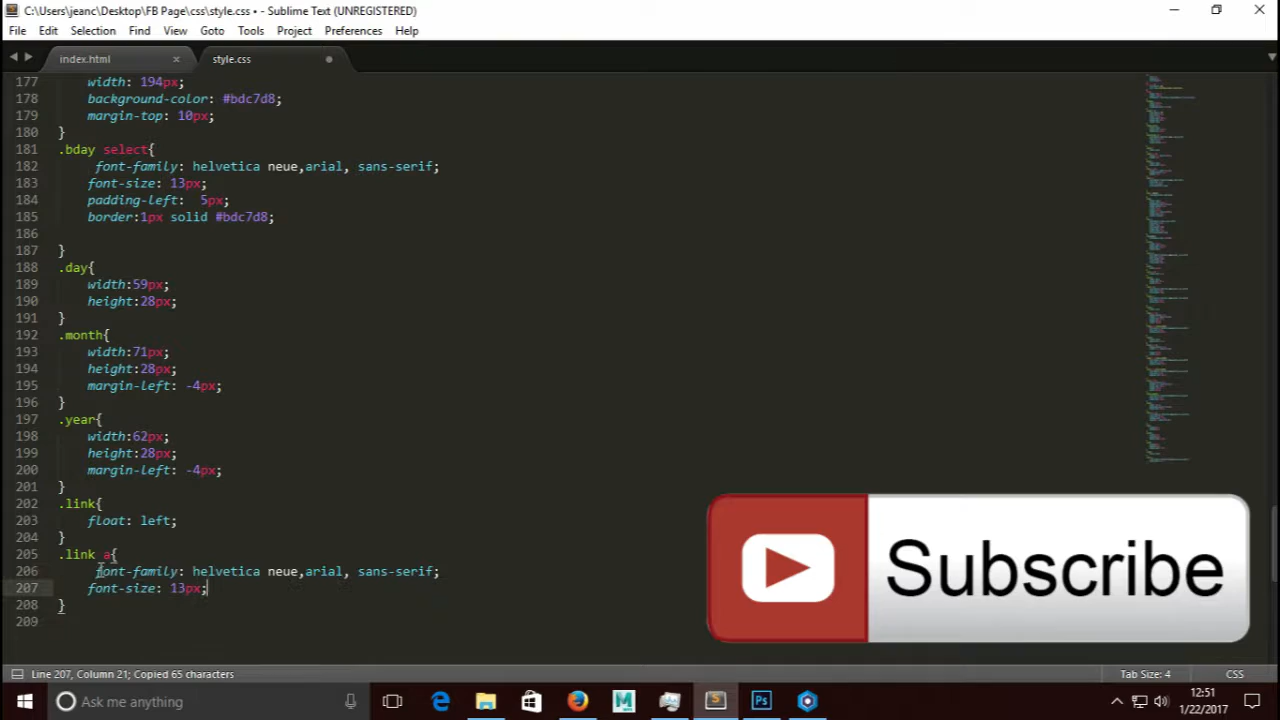 C:\Users\jeanc\Desktop\FB Page\css\style.css • - Sublime Text (UNREGISTERED)
File Edit Selection Find View Goto Tools Project Preferences Help
index.html × style.css
177 width: 194px;
178 background-color: #bdc7d8;
179 margin-top: 10px;
180 }
181 .bday select{
182 font-family: helvetica neue,arial, sans-serif;
183 font-size: 13px;
184 padding-left:  5px;
185 border:1px solid #bdc7d8;
186
187 }
188 .day{
189 width:59px;
190 height:28px;
191 }
192 .month{
193 width:71px;
194 height:28px;
195 margin-left: -4px;
196 }
197 .year{
198 width:62px;
199 height:28px;
200 margin-left: -4px;
201 }
202 .link{
203 float: left;
204 }
205 .link a{
206 font-family: helvetica neue,arial, sans-serif;
207 font-size: 13px;
208 }
209
Subscribe
Line 207, Column 21; Copied 65 characters Tab Size: 4 CSS
Ask me anything 12:51
1/22/2017